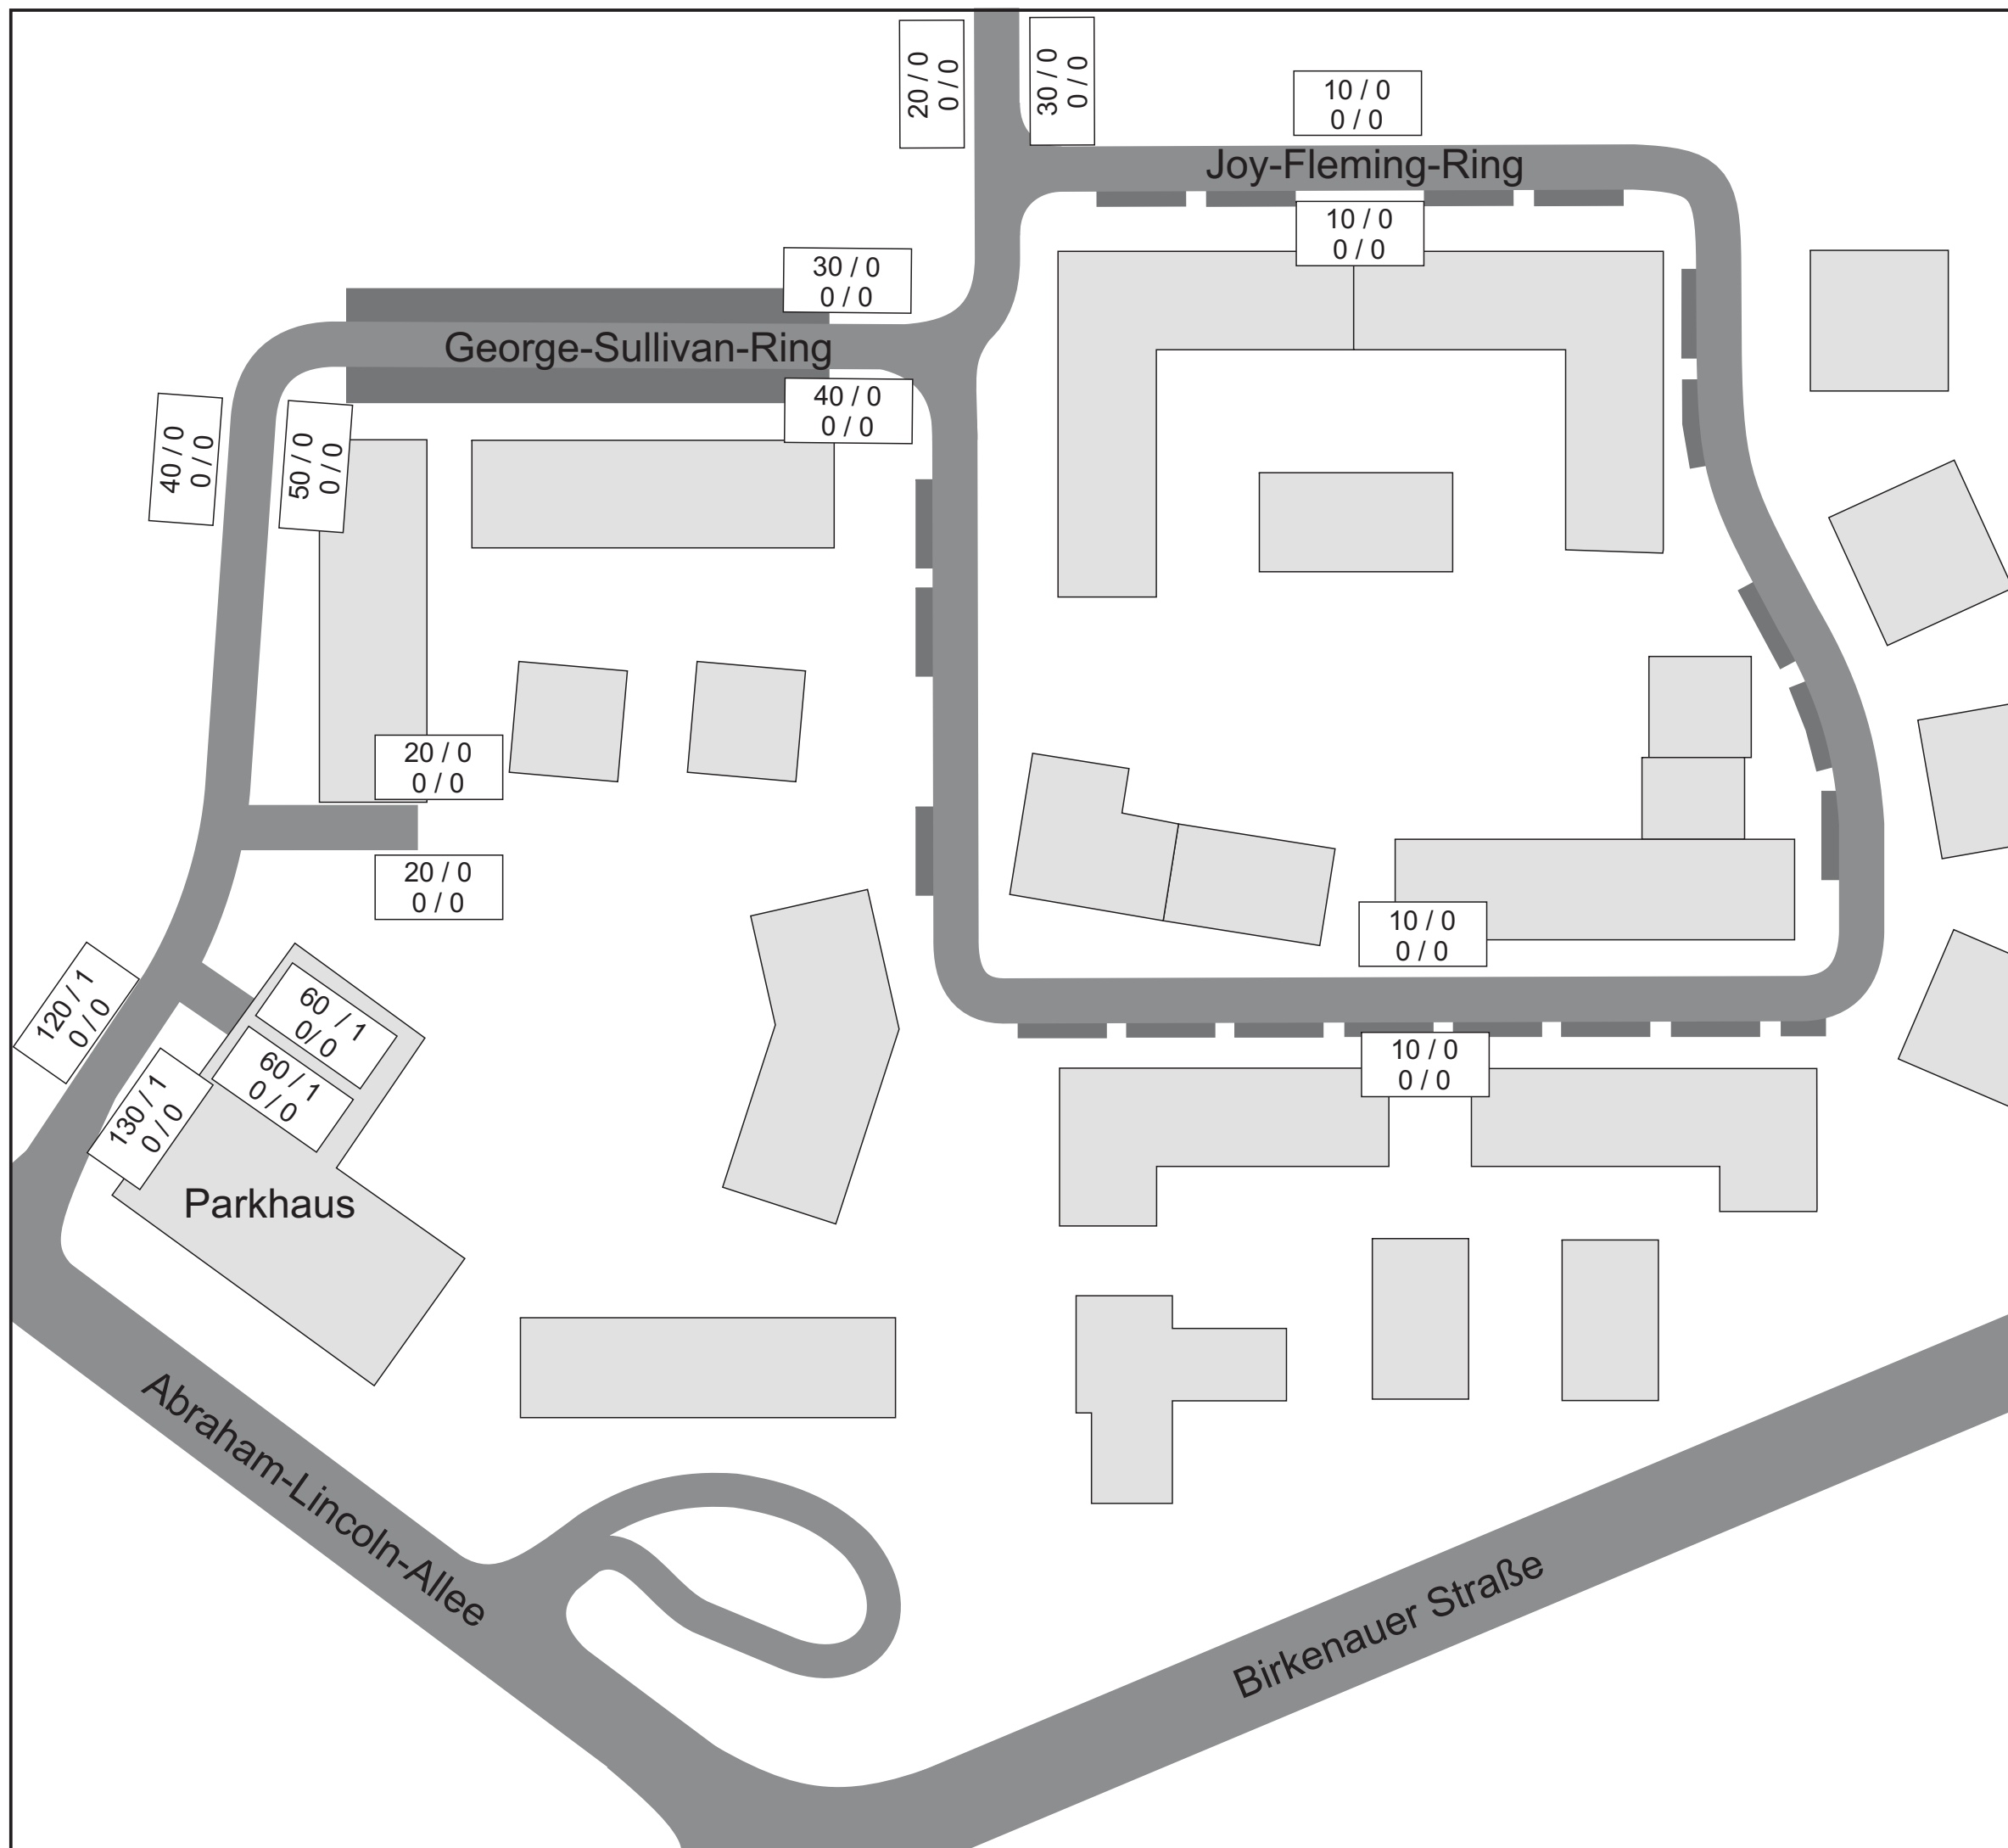 20 / 0
0 / 0
30 / 0
0 / 0
10 / 0
0 / 0
Joy-Fleming-Ring
10 / 0
0 / 0
30 / 0
0 / 0
George-Sullivan-Ring
40 / 0
0 / 0
40 / 0
0 / 0
50 / 0
0 / 0
20 / 0
0 / 0
20 / 0
0 / 0
10 / 0
0 / 0
120 / 1
0 / 0
60 / 1
0/ 0
60 / 1
0 / 0
10 / 0
0 / 0
130 / 1
0 / 0
Parkhaus
Abraham-Lincoln-Allee
Birkenauer Straße